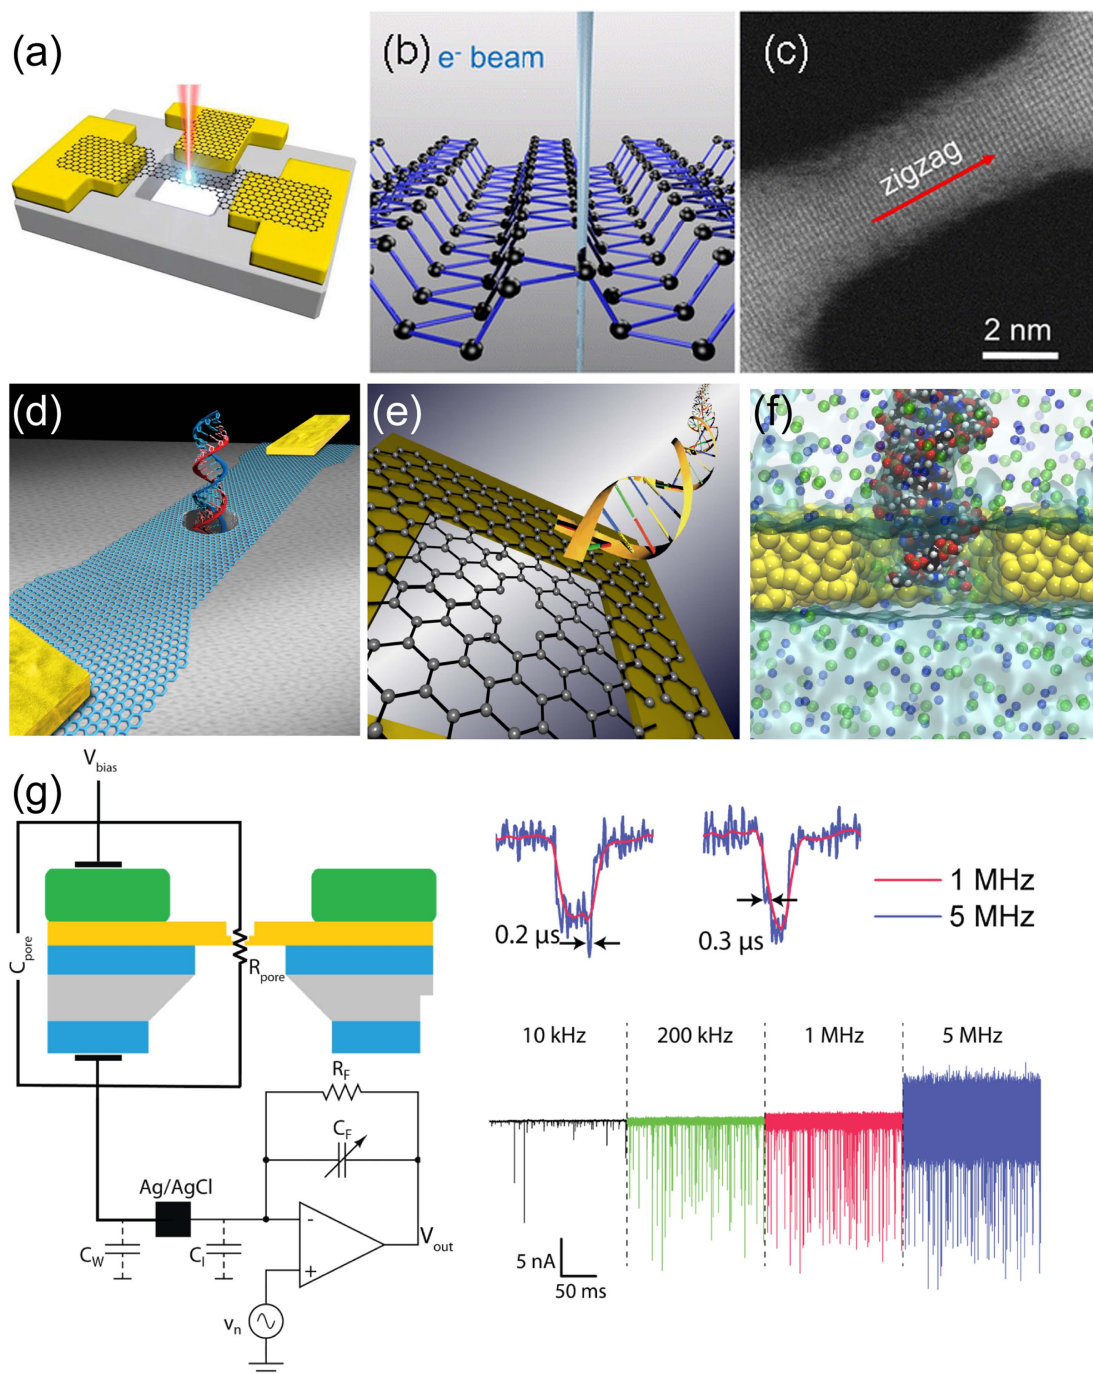 (a)
(b) e⁻ beam
(c)
zigzag
2 nm
(d)
(e)
(f)
(g)
V_bias
C_pore
R_pore
R_F
C_F
Ag/AgCl
C_W
C_I
-
+
V_out
v_n
0.2 µs
0.3 µs
1 MHz
5 MHz
10 kHz
200 kHz
1 MHz
5 MHz
5 nA
50 ms